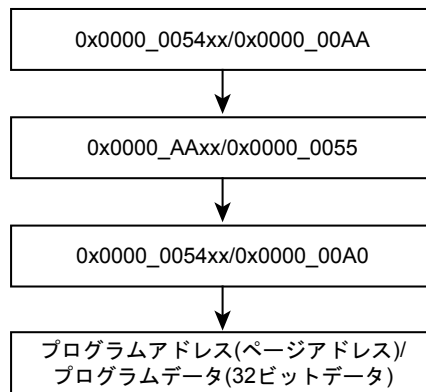 0x0000_0054xx/0x0000_00AA
0x0000_AAxx/0x0000_0055
0x0000_0054xx/0x0000_00A0
プログラムアドレス(ページアドレス)/
プログラムデータ(32ビットデータ)